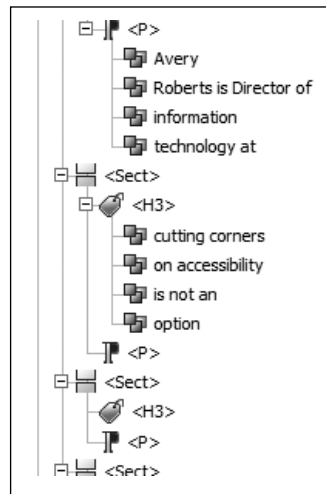 <P>
Avery
Roberts is Director of
information
technology at
<Sect>
<H3>
cutting corners
on accessibility
is not an
option
<P>
<Sect>
<H3>
<P>
<Sect>